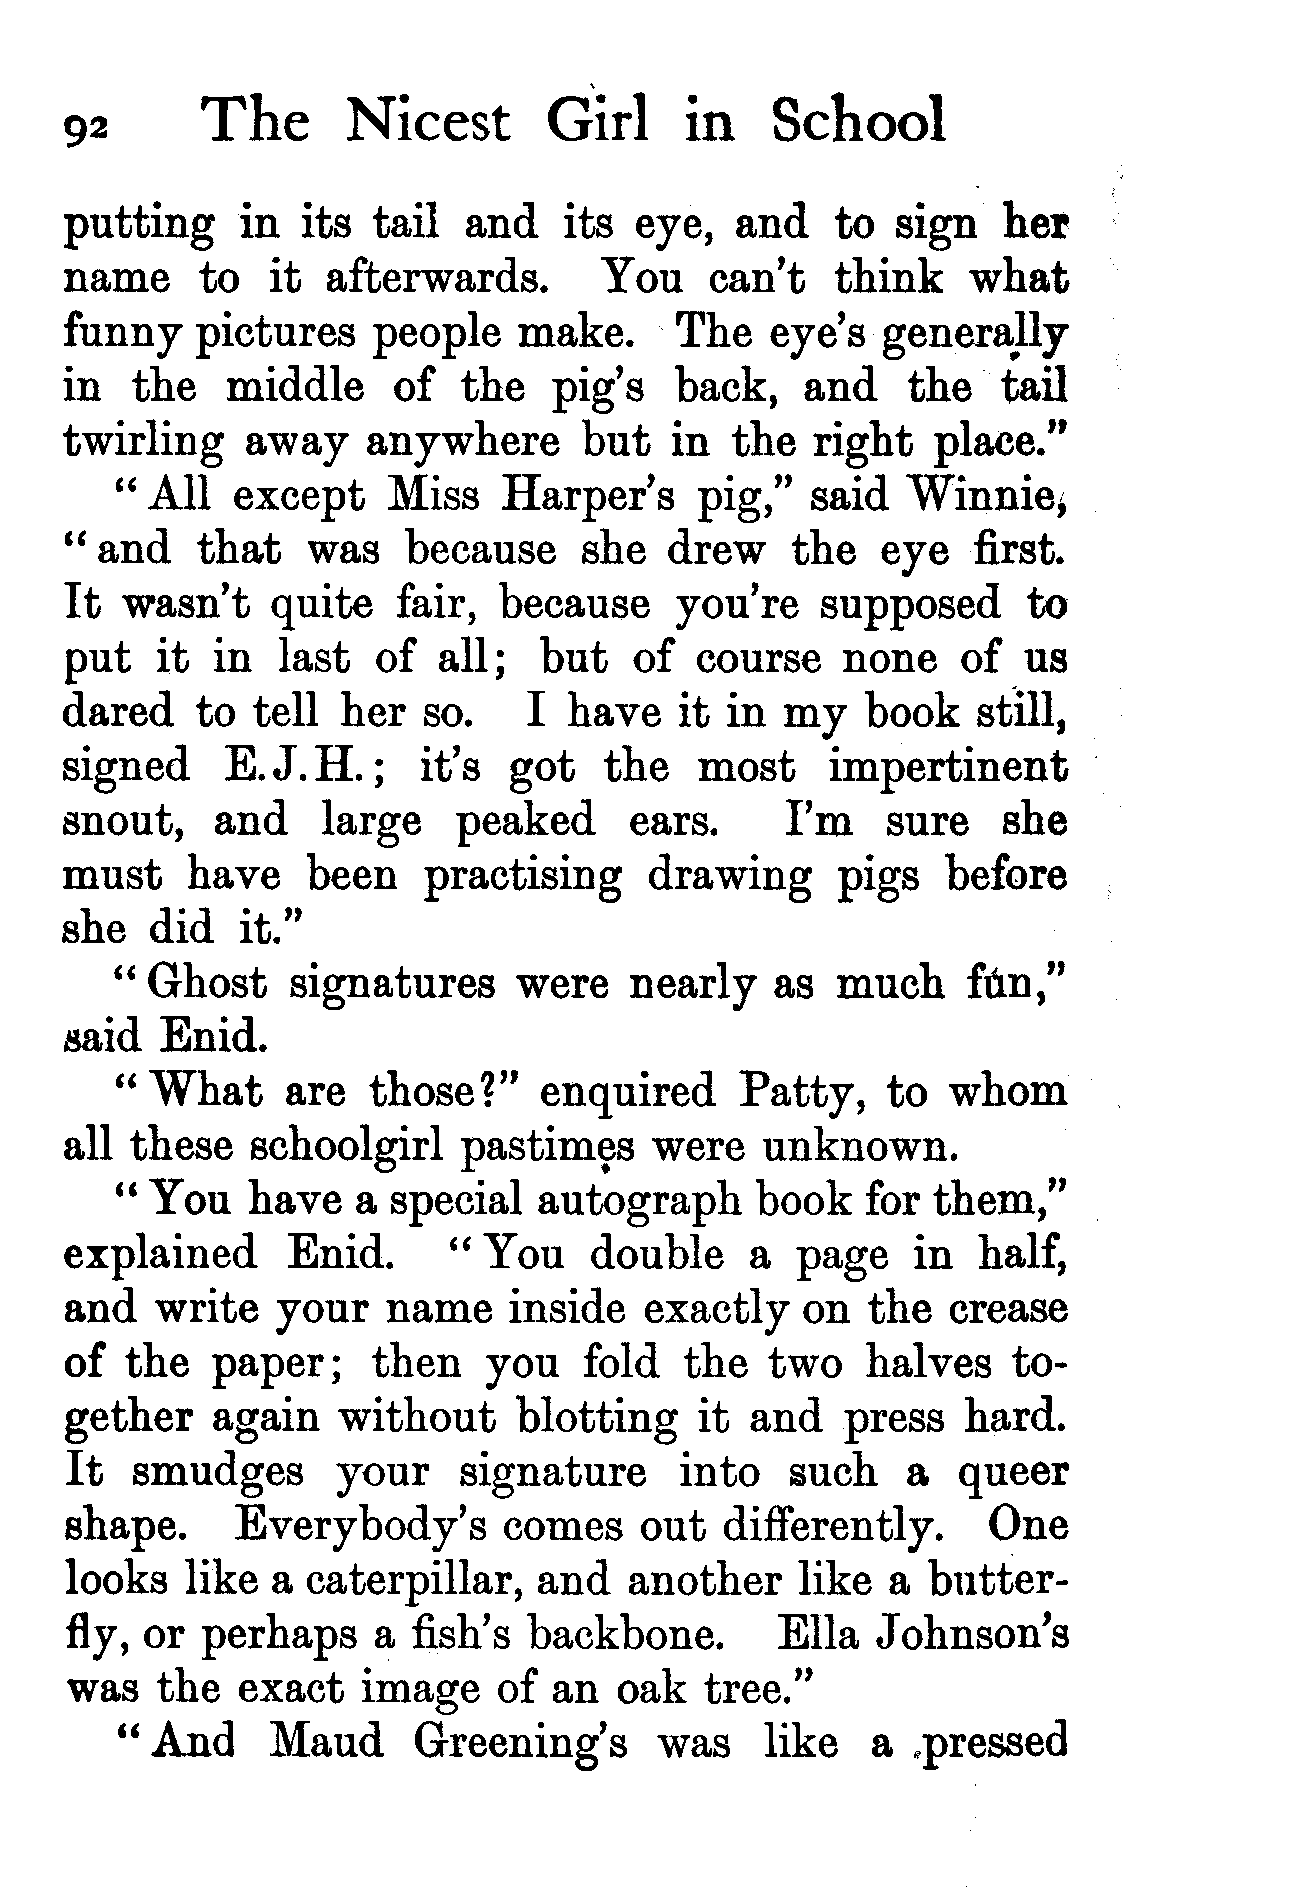 92 The Nicest Girl in School
putting in its tail and its eye, and to sign her
name to it afterwards. You can't think what
funny pictures people make. The eye's generally
in the middle of the pig's back, and the tail
twirling away anywhere but in the right place."
"All except Miss Harper's pig," said Winnie,
"and that was because she drew the eye first.
It wasn't quite fair, because you're supposed to
put it in last of all; but of course none of us
dared to tell her so. I have it in my book still,
signed E.J.H.; it's got the most impertinent
snout, and large peaked ears. I'm sure she
must have been practising drawing pigs before
she did it."
"Ghost signatures were nearly as much fun,"
said Enid.
"What are those?" enquired Patty, to whom
all these schoolgirl pastimes were unknown.
"You have a special autograph book for them,"
explained Enid. "You double a page in half,
and write your name inside exactly on the crease
of the paper; then you fold the two halves to-
gether again without blotting it and press hard.
It smudges your signature into such a queer
shape. Everybody's comes out differently. One
looks like a caterpillar, and another like a butter-
fly, or perhaps a fish's backbone. Ella Johnson's
was the exact image of an oak tree."
"And Maud Greening's was like a pressed